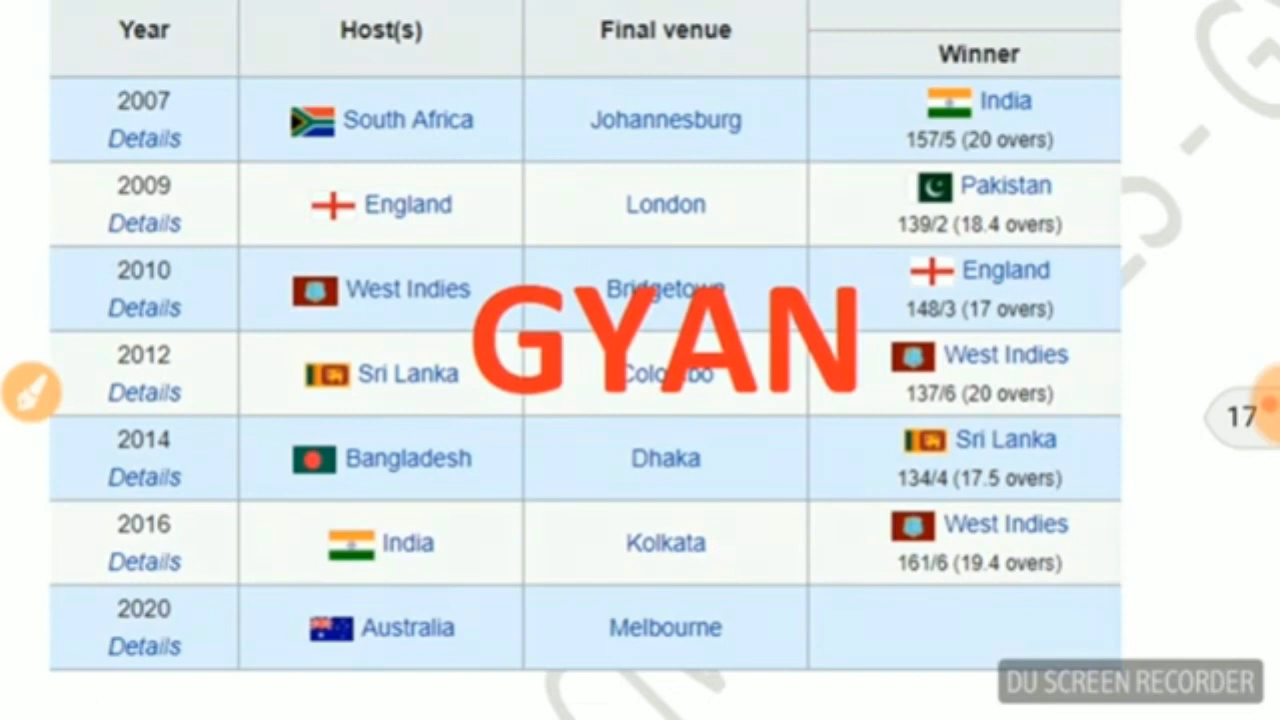 Year Host(s) Final venue
Winner
2007 Details South Africa Johannesburg India 157/5 (20 overs)
2009 Details England London Pakistan 139/2 (18.4 overs)
2010 Details West Indies Bridgetown England 148/3 (17 overs)
2012 Details Sri Lanka Colombo West Indies 137/6 (20 overs)
2014 Details Bangladesh Dhaka Sri Lanka 134/4 (17.5 overs)
2016 Details India Kolkata West Indies 161/6 (19.4 overs)
2020 Details Australia Melbourne
GYAN
17
DU SCREEN RECORDER